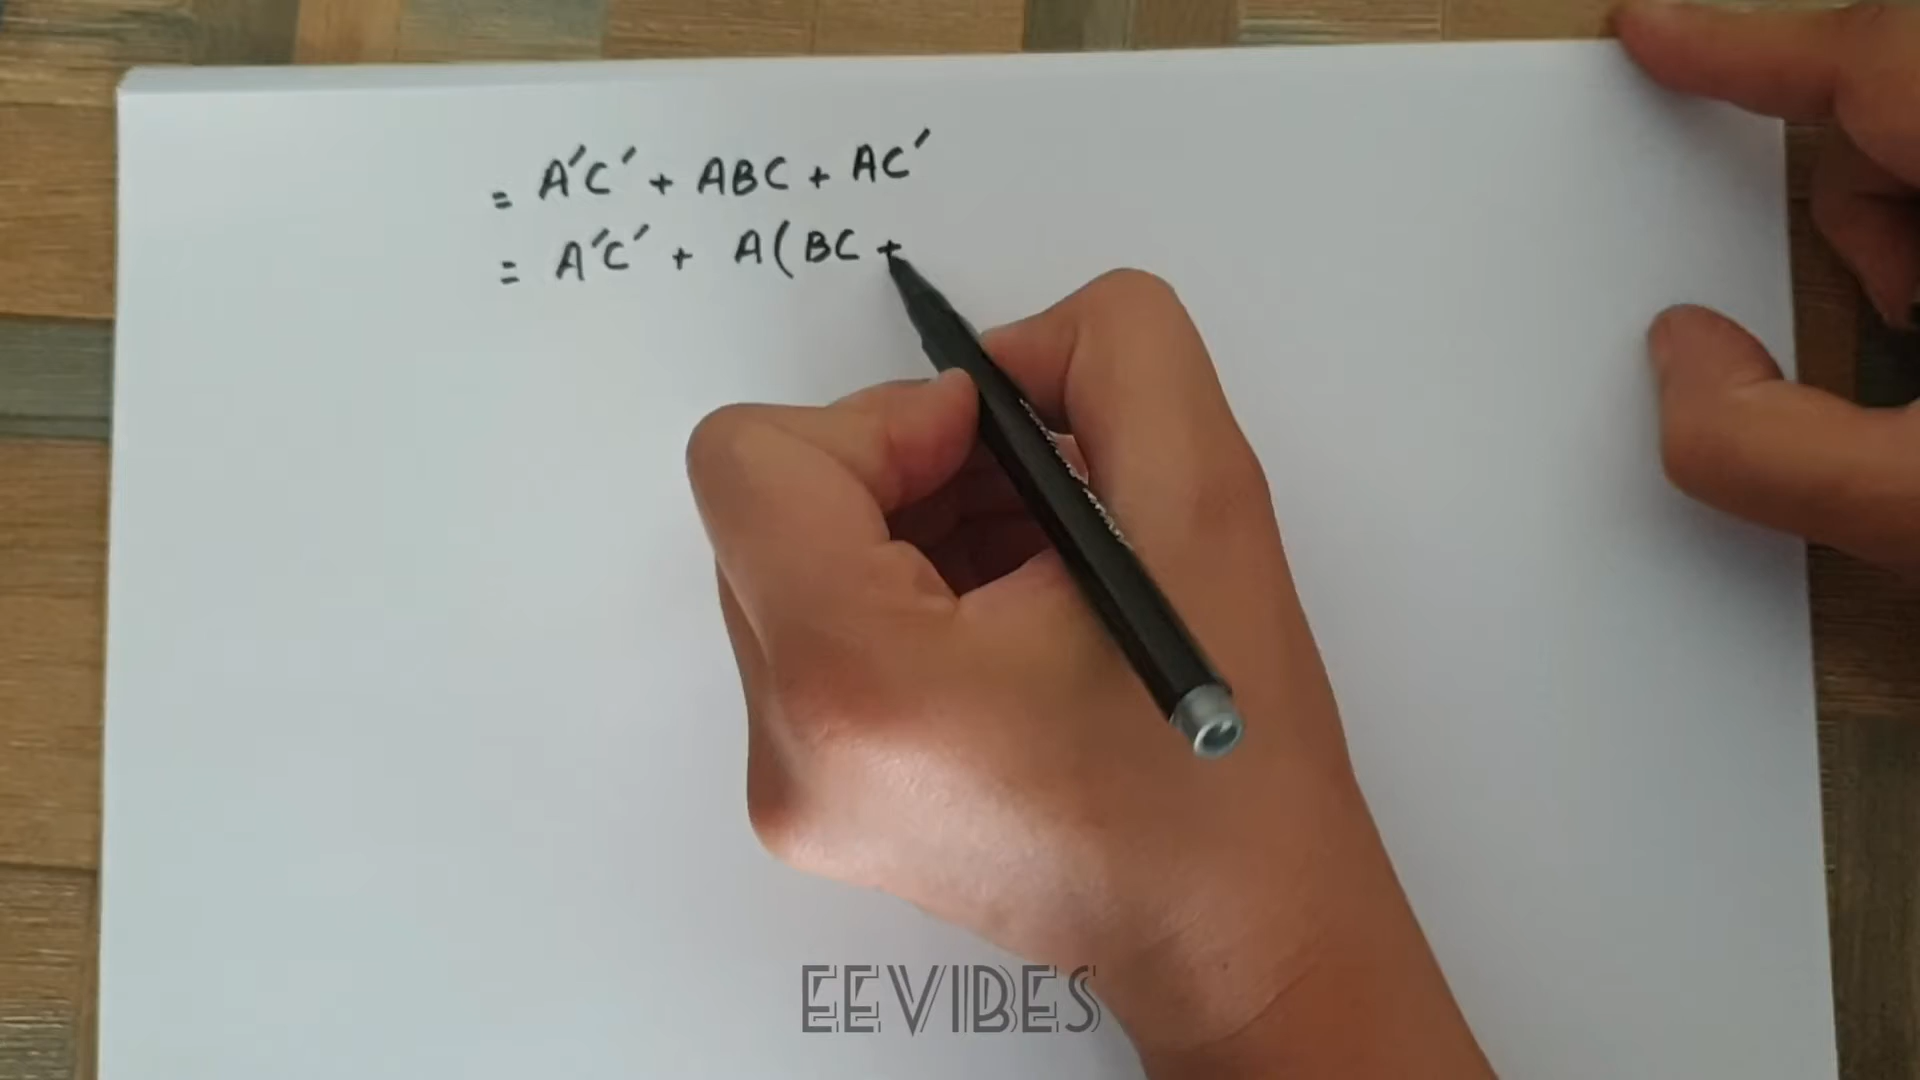 = A'C' + ABC + AC'
= A'C' + A(BC +
EEVIBES